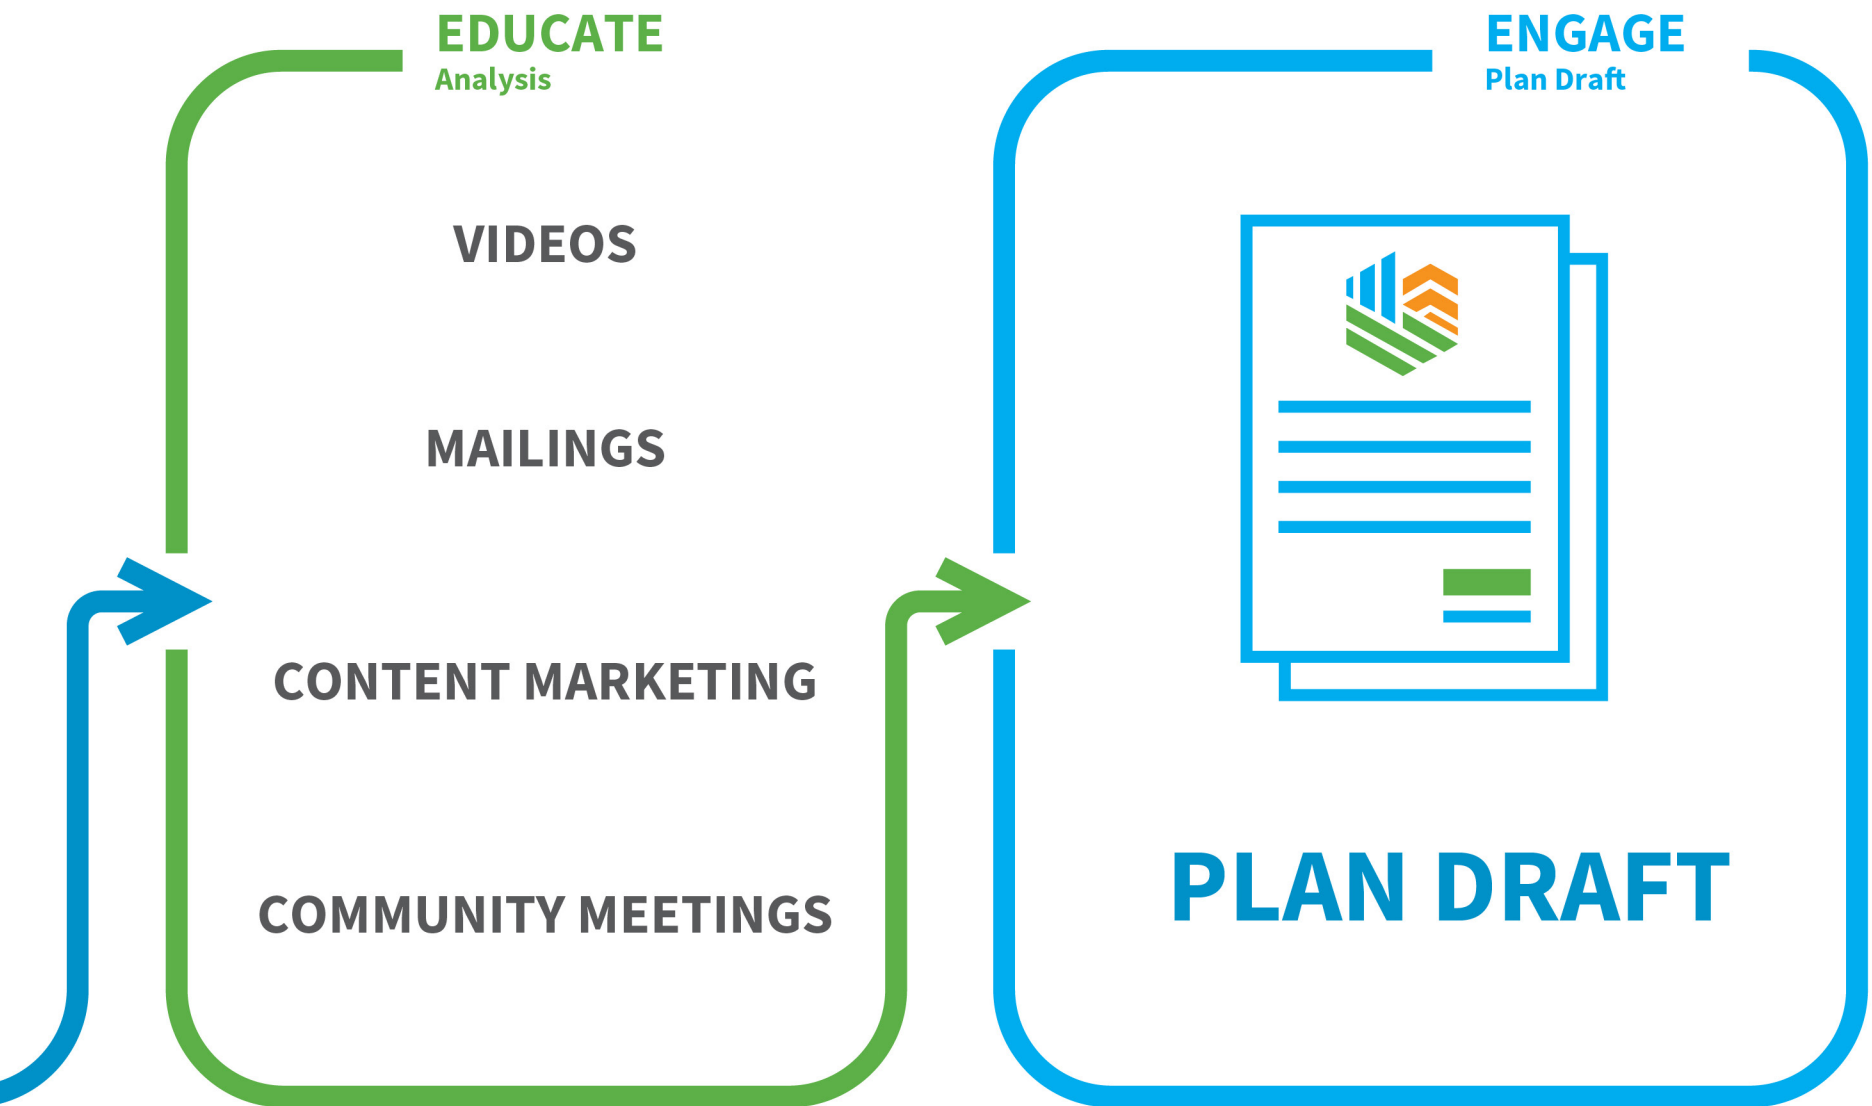 EDUCATE
Analysis
VIDEOS
MAILINGS
CONTENT MARKETING
COMMUNITY MEETINGS
ENGAGE
Plan Draft
PLAN DRAFT